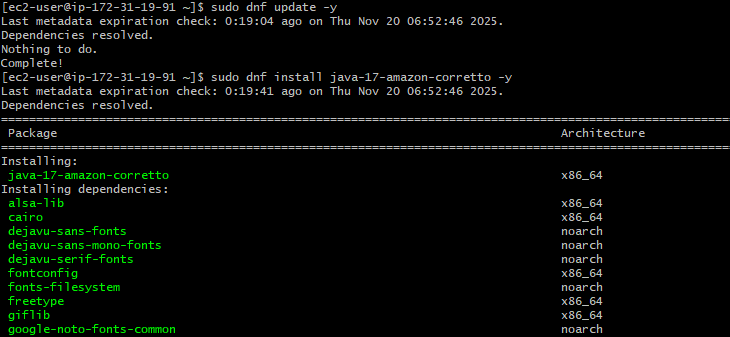 [ec2-user@ip-172-31-19-91 ~]$ sudo dnf update -y
Last metadata expiration check: 0:19:04 ago on Thu Nov 20 06:52:46 2025.
Dependencies resolved.
Nothing to do.
Complete!
[ec2-user@ip-172-31-19-91 ~]$ sudo dnf install java-17-amazon-corretto -y
Last metadata expiration check: 0:19:41 ago on Thu Nov 20 06:52:46 2025.
Dependencies resolved.
Package Architecture
Installing:
java-17-amazon-corretto x86_64
Installing dependencies:
alsa-lib x86_64
cairo x86_64
dejavu-sans-fonts noarch
dejavu-sans-mono-fonts noarch
dejavu-serif-fonts noarch
fontconfig x86_64
fonts-filesystem noarch
freetype x86_64
giflib x86_64
google-noto-fonts-common noarch